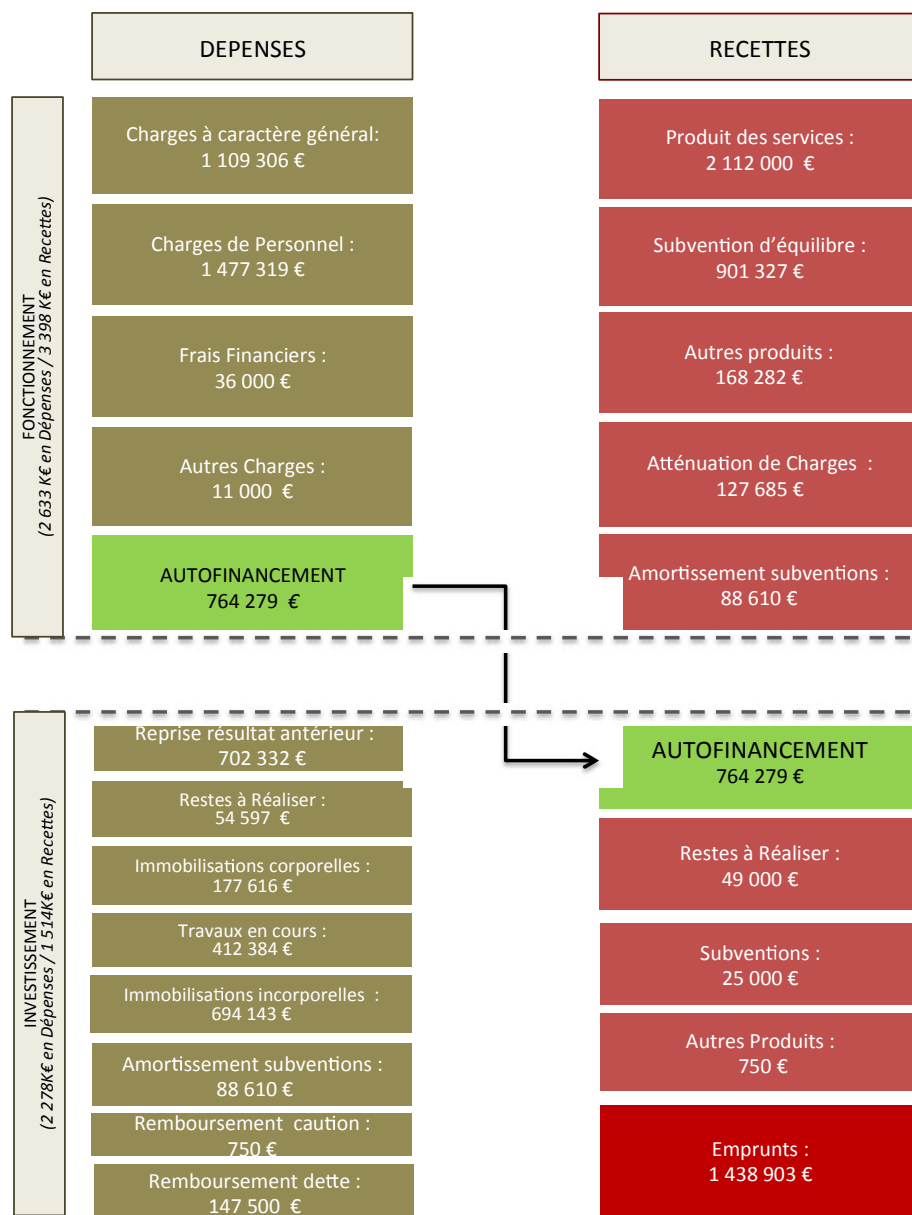 DEPENSES
RECETTES
FONCTIONNEMENT
(2 633 K€ en Dépenses / 3 398 K€ en Recettes)
Charges à caractère général:
1 109 306 €
Charges de Personnel :
1 477 319 €
Frais Financiers :
36 000 €
Autres Charges :
11 000 €
AUTOFINANCEMENT
764 279 €
Produit des services :
2 112 000 €
Subvention d'équilibre :
901 327 €
Autres produits :
168 282 €
Atténuation de Charges :
127 685 €
Amortissement subventions :
88 610 €
INVESTISSEMENT
(2 278K€ en Dépenses / 1 514K€ en Recettes)
Reprise résultat antérieur :
702 332 €
Restes à Réaliser :
54 597 €
Immobilisations corporelles :
177 616 €
Travaux en cours :
412 384 €
Immobilisations incorporelles :
694 143 €
Amortissement subventions :
88 610 €
Remboursement caution :
750 €
Remboursement dette :
147 500 €
AUTOFINANCEMENT
764 279 €
Restes à Réaliser :
49 000 €
Subventions :
25 000 €
Autres Produits :
750 €
Emprunts :
1 438 903 €